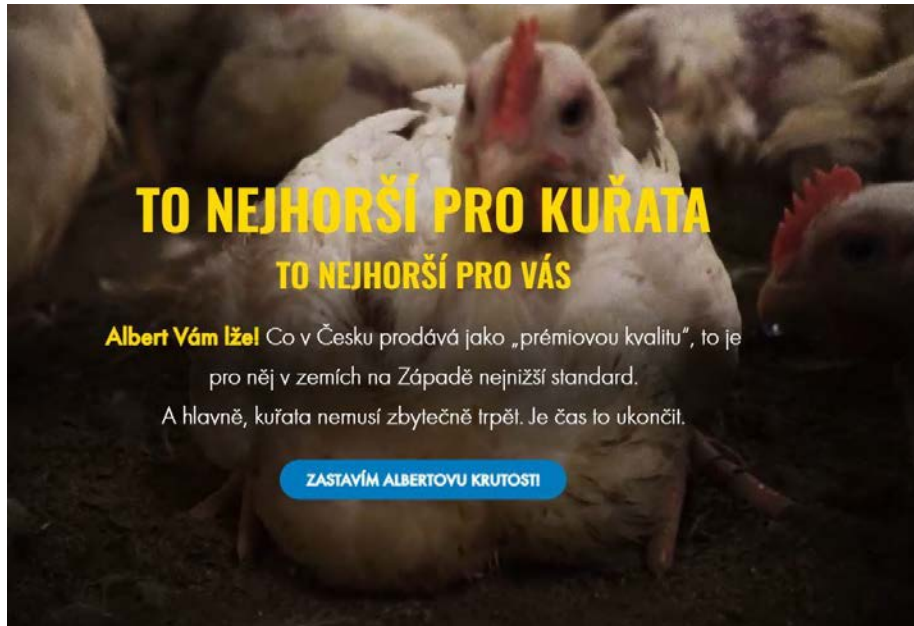 TO NEJHORŠÍ PRO KUŘATA
TO NEJHORŠÍ PRO VÁS
Albert Vám lže! Co v Česku prodává jako „prémiovou kvalitu“, to je
pro něj v zemích na Západě nejnižší standard.
A hlavně, kuřata nemusí zbytečně trpět. Je čas to ukončit.
ZASTAVÍM ALBERTOVU KRUTOST!